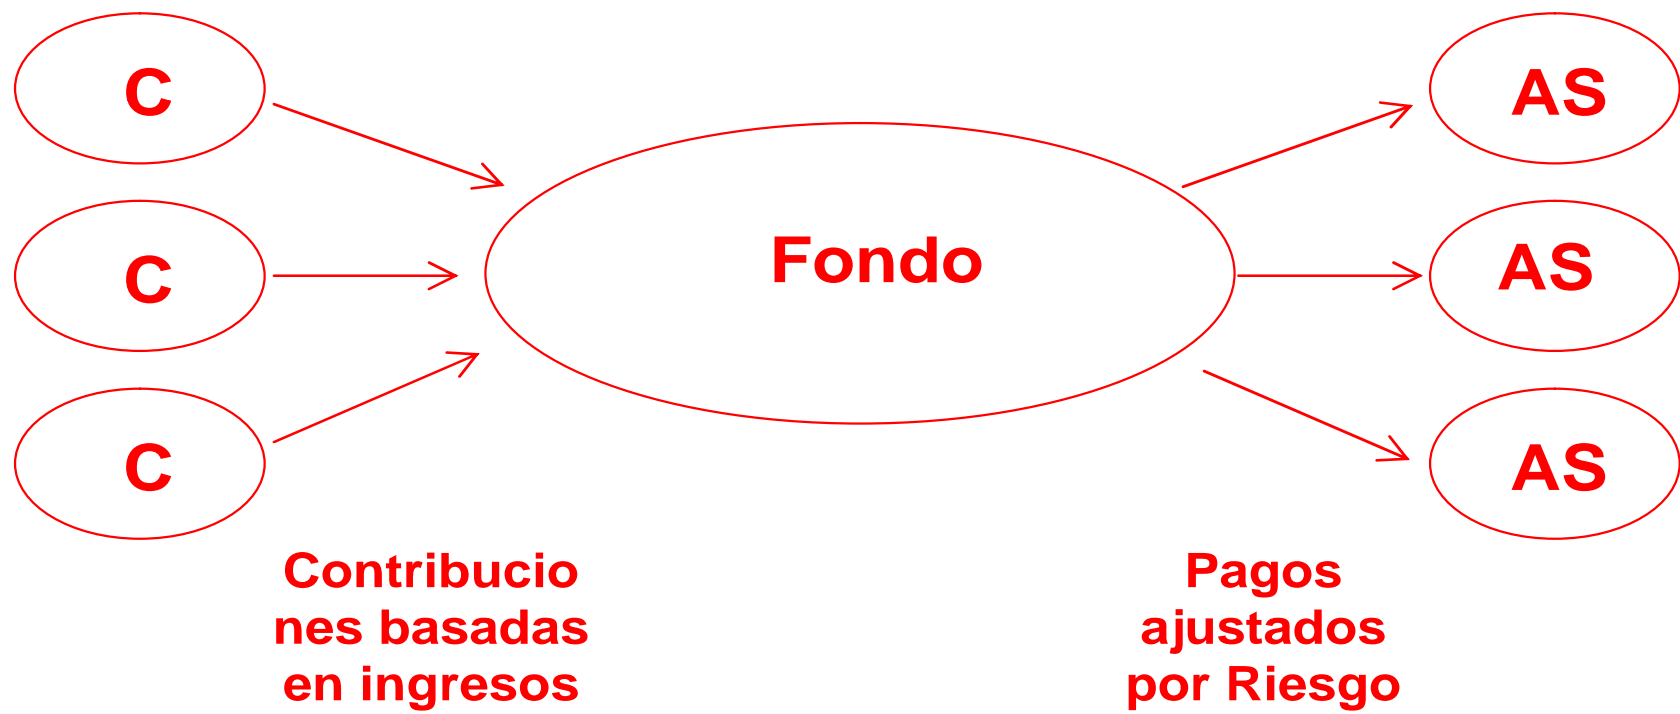 C
AS
C
Fondo
AS
C
AS
Contribucio
nes basadas
en ingresos
Pagos
ajustados
por Riesgo